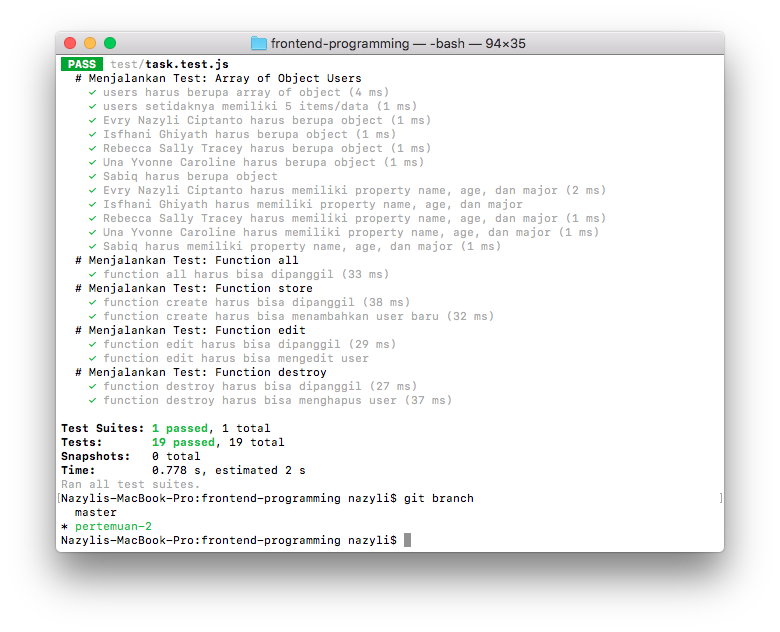 frontend-programming — -bash — 94×35
PASS test/task.test.js
# Menjalankan Test: Array of Object Users
✓ users harus berupa array of object (4 ms)
✓ users setidaknya memiliki 5 items/data (1 ms)
✓ Evry Nazyli Ciptanto harus berupa object (1 ms)
✓ Isfhani Ghiyath harus berupa object (1 ms)
✓ Rebecca Sally Tracey harus berupa object (1 ms)
✓ Una Yvonne Caroline harus berupa object (1 ms)
✓ Sabiq harus berupa object
✓ Evry Nazyli Ciptanto harus memiliki property name, age, dan major (2 ms)
✓ Isfhani Ghiyath harus memiliki property name, age, dan major
✓ Rebecca Sally Tracey harus memiliki property name, age, dan major (1 ms)
✓ Una Yvonne Caroline harus memiliki property name, age, dan major (1 ms)
✓ Sabiq harus memiliki property name, age, dan major (1 ms)
# Menjalankan Test: Function all
✓ function all harus bisa dipanggil (33 ms)
# Menjalankan Test: Function store
✓ function create harus bisa dipanggil (38 ms)
✓ function create harus bisa menambahkan user baru (32 ms)
# Menjalankan Test: Function edit
✓ function edit harus bisa dipanggil (29 ms)
✓ function edit harus bisa mengedit user
# Menjalankan Test: Function destroy
✓ function destroy harus bisa dipanggil (27 ms)
✓ function destroy harus bisa menghapus user (37 ms)
Test Suites: 1 passed, 1 total
Tests: 19 passed, 19 total
Snapshots: 0 total
Time: 0.778 s, estimated 2 s
Ran all test suites.
[Nazylis-MacBook-Pro:frontend-programming nazyli$ git branch ]
master
* pertemuan-2
Nazylis-MacBook-Pro:frontend-programming nazyli$